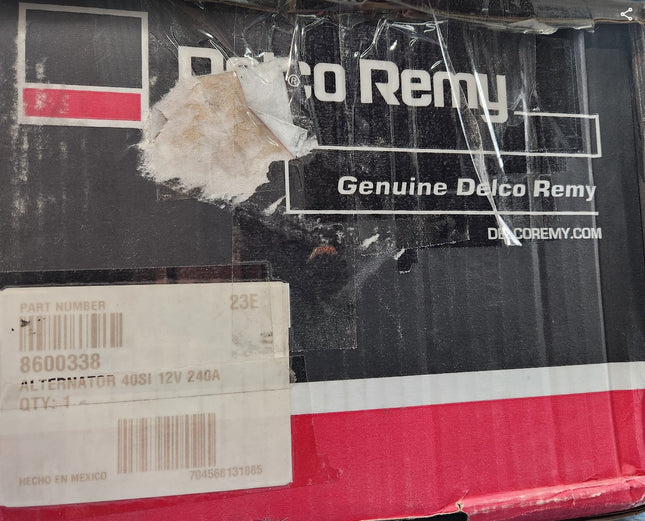 Delco Remy
Genuine Delco Remy
DELCOREMY.COM
PART NUMBER 23E
8600338
ALTERNATOR 40SI 12V 240A
QTY: 1
HECHO EN MEXICO 704568131885